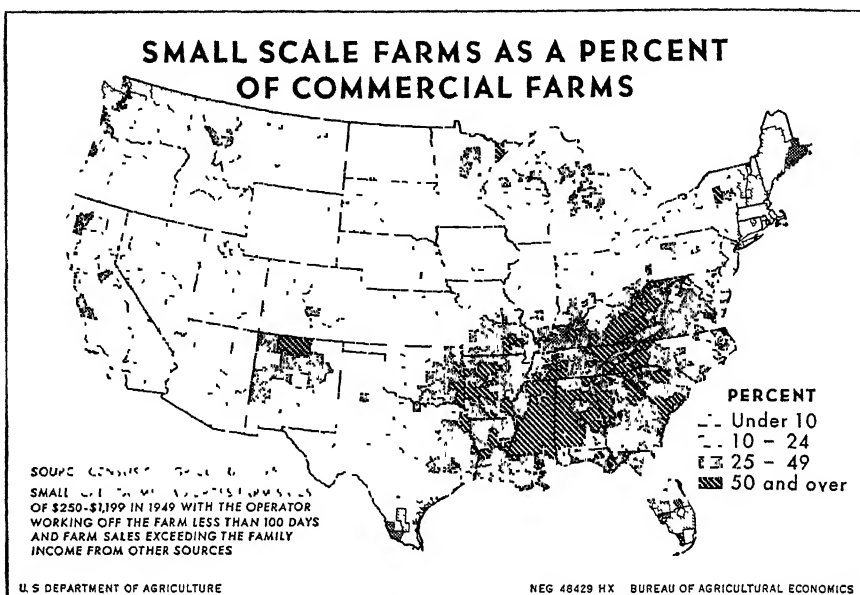 SMALL SCALE FARMS AS A PERCENT
OF COMMERCIAL FARMS
PERCENT
Under 10
10 - 24
25 - 49
50 and over
SMALL
OF $250-$1,199 IN 1949 WITH THE OPERATOR
WORKING OFF THE FARM LESS THAN 100 DAYS
AND FARM SALES EXCEEDING THE FAMILY
INCOME FROM OTHER SOURCES
U. S DEPARTMENT OF AGRICULTURE
NEG 48429 HX BUREAU OF AGRICULTURAL ECONOMICS